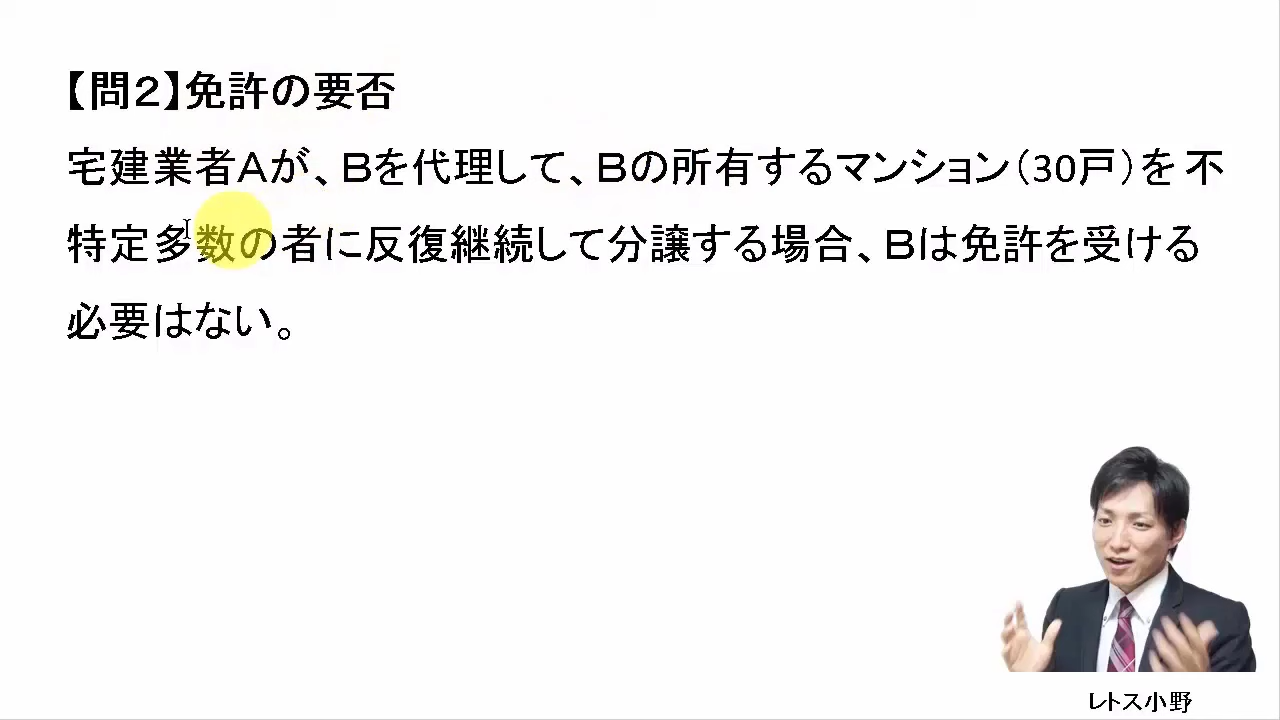 【問２】免許の要否
宅建業者Ａが、Ｂを代理して、Ｂの所有するマンション（30戸）を不
特定多数の者に反復継続して分譲する場合、Ｂは免許を受ける
必要はない。
レトス小野